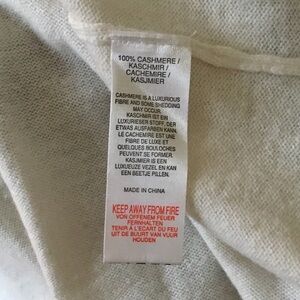 100% CASHMERE /
KASCHMIR /
CACHEMIRE /
KASJMIER
CASHMERE IS A LUXURIOUS
FIBRE AND SOME SHEDDING
MAY OCCUR.
KASCHMIR IST EIN
LUXURIÖSER STOFF, DER
ETWAS AUSFARBEN KANN.
LE CACHEMIRE EST UNE
FIBRE DE LUXE ET
QUELQUES BOULOCHES
PEUVENT SE FORMER.
KASJMIER IS EEN
LUXUEUZE VEZEL EN KAN
EEN BEETJE PILLEN.
MADE IN CHINA
KEEP AWAY FROM FIRE
VON OFFENEM FEUER
FERNHALTEN
TENIR À L'ÉCART DU FEU
UIT DE BUURT VAN VUUR
HOUDEN